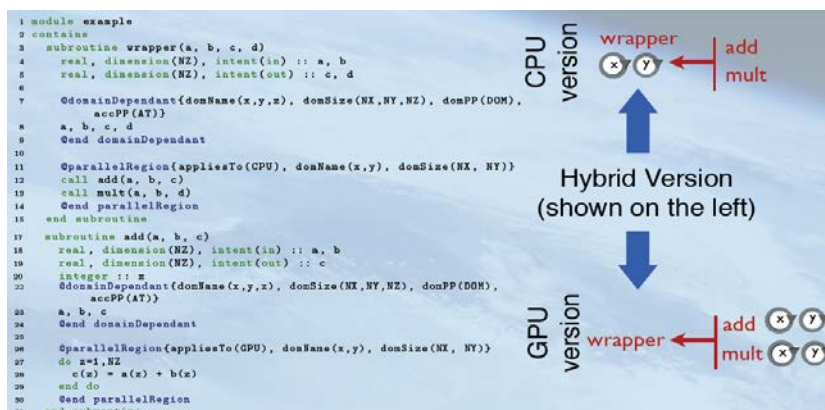 1 module example
2 contains
3 subroutine wrapper(a, b, c, d)
4 real, dimension(NZ), intent(in) :: a, b
5 real, dimension(NZ), intent(out) :: c, d
6
7 @domainDependant{domName(x,y,z), domSize(NX,NY,NZ), domPP(DOM),
accPP(AT)}
8 a, b, c, d
9 @end domainDependant
10
11 @parallelRegion{appliesTo(CPU), domName(x,y), domSize(NX, NY)}
12 call add(a, b, c)
13 call mult(a, b, d)
14 @end parallelRegion
15 end subroutine
17 subroutine add(a, b, c)
18 real, dimension(NZ), intent(in) :: a, b
19 real, dimension(NZ), intent(out) :: c
20 integer :: z
22 @domainDependant{domName(x,y,z), domSize(NX,NY,NZ), domPP(DOM),
accPP(AT)}
23 a, b, c
24 @end domainDependant
25
26 @parallelRegion{appliesTo(GPU), domName(x,y), domSize(NX, NY)}
27 do z=1,NZ
28 c(z) = a(z) + b(z)
29 end do
30 @end parallelRegion
CPU
version
wrapper
x y
add
mult
Hybrid Version
(shown on the left)
GPU
version
wrapper
add x y
mult x y